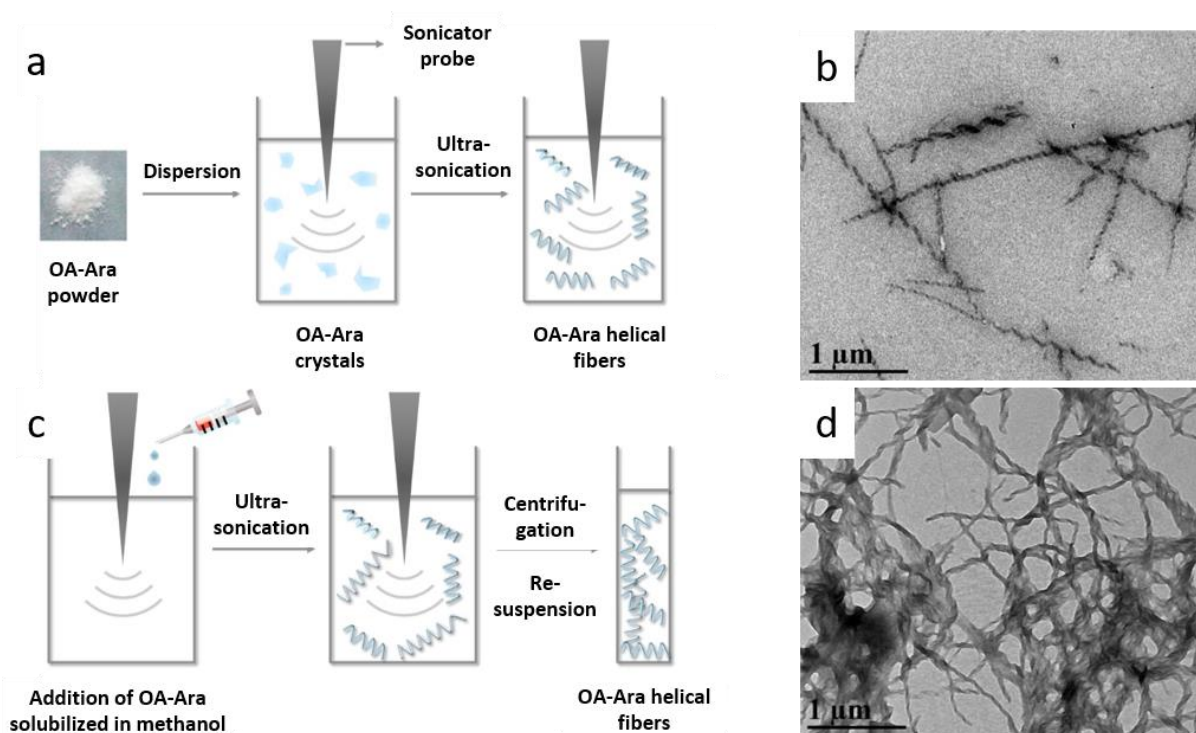 a
Sonicator
probe
Dispersion
Ultra-
sonication
OA-Ara
powder
OA-Ara
crystals
OA-Ara helical
fibers
b
1 µm
c
Ultra-
sonication
Centrifu-
gation
Re-
suspension
Addition of OA-Ara
solubilized in methanol
OA-Ara helical
fibers
d
1 µm